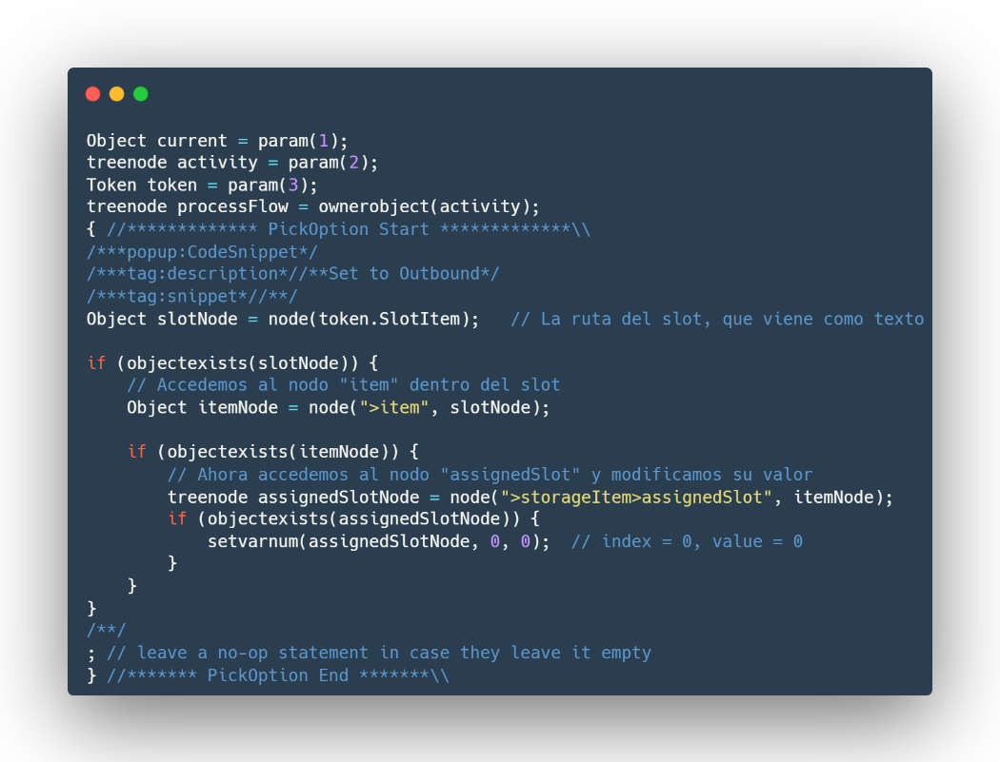 Object current = param(1);
treenode activity = param(2);
Token token = param(3);
treenode processFlow = ownerobject(activity);
{ //************* PickOption Start *************\\
/***popup:CodeSnippet*/
/***tag:description*//**Set to Outbound*/
/***tag:snippet*//**/
Object slotNode = node(token.SlotItem);   // La ruta del slot, que viene como texto

if (objectexists(slotNode)) {
    // Accedemos al nodo "item" dentro del slot
    Object itemNode = node(">item", slotNode);

    if (objectexists(itemNode)) {
        // Ahora accedemos al nodo "assignedSlot" y modificamos su valor
        treenode assignedSlotNode = node(">storageItem>assignedSlot", itemNode);
        if (objectexists(assignedSlotNode)) {
            setvarnum(assignedSlotNode, 0, 0);  // index = 0, value = 0
        }
    }
}
/**/
; // leave a no-op statement in case they leave it empty
} //******* PickOption End *******\\